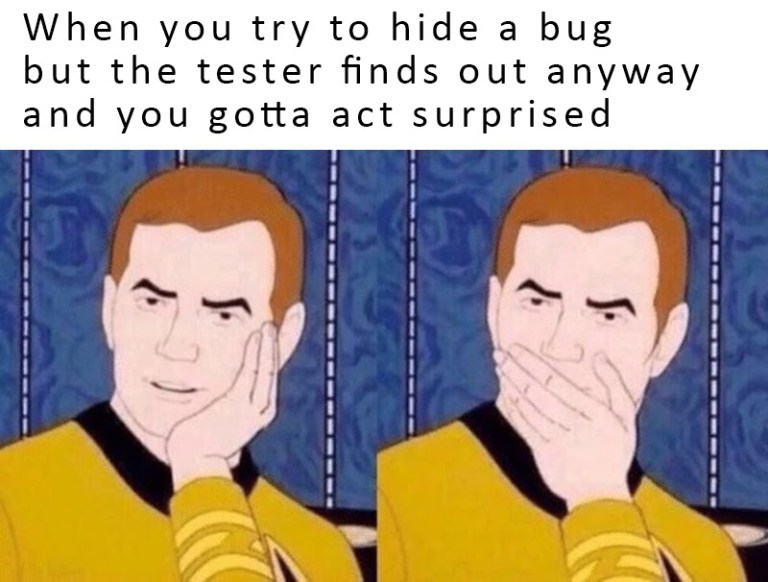 When you try to hide a bug
but the tester finds out anyway
and you gotta act surprised